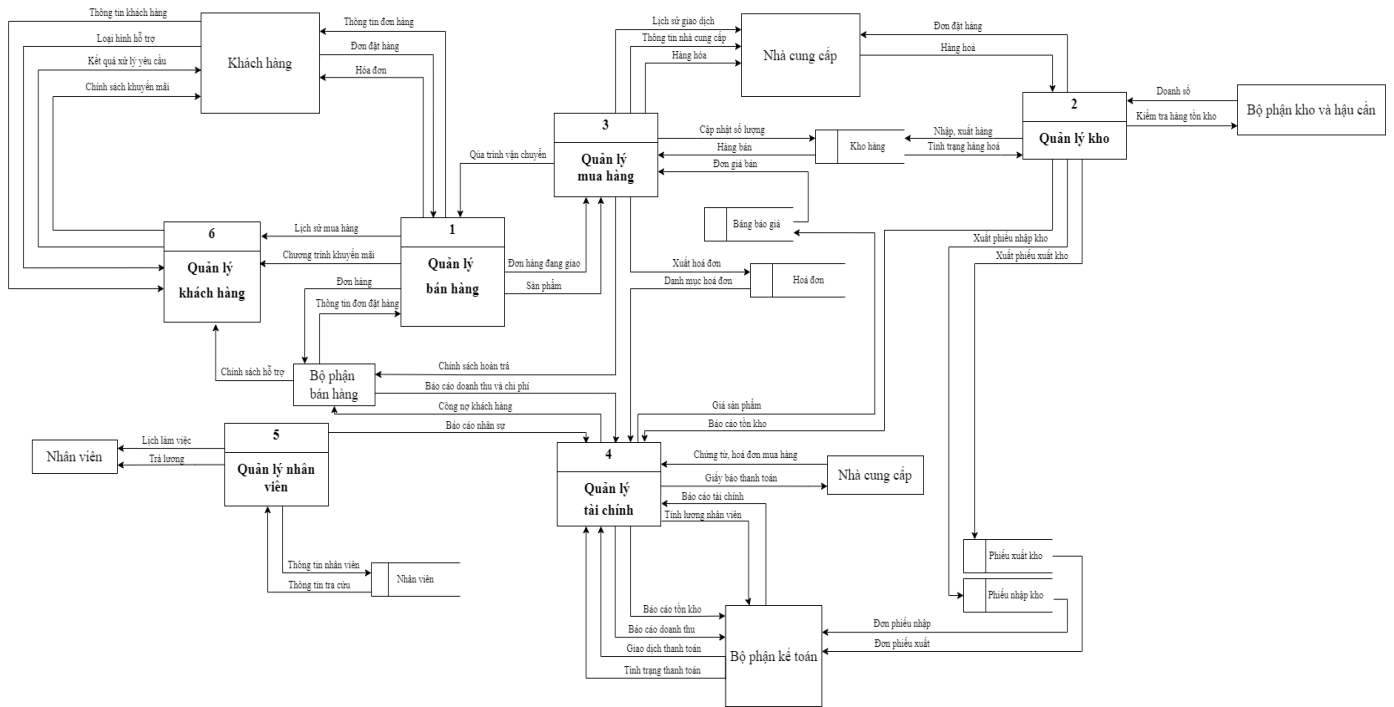 Thông tin khách hàng
Loại hình hỗ trợ
Kết quả xử lý yêu cầu
Chính sách khuyến mãi
Khách hàng
Thông tin đơn hàng
Đơn đặt hàng
Hóa đơn
Lịch sử giao dịch
Thông tin nhà cung cấp
Hàng hóa
Nhà cung cấp
Đơn đặt hàng
Hàng hoá
2
Quản lý kho
Doanh số
Kiểm tra hàng tồn kho
Bộ phận kho và hậu cần
3
Quản lý
mua hàng
Cập nhật số lượng
Hàng bán
Đơn giá bán
Kho hàng
Nhập, xuất hàng
Tình trạng hàng hoá
Qúa trình vận chuyển
Bảng báo giá
6
Quản lý
khách hàng
Lịch sử mua hàng
Chương trình khuyến mãi
1
Quản lý
bán hàng
Đơn hàng đang giao
Sản phẩm
Xuất hoá đơn
Danh mục hoá đơn
Hoá đơn
Xuất phiếu nhập kho
Xuất phiếu xuất kho
Đơn hàng
Thông tin đơn đặt hàng
Chính sách hỗ trợ
Bộ phận
bán hàng
Chính sách hoàn trả
Báo cáo doanh thu và chi phí
Công nợ khách hàng
Báo cáo nhân sự
Giá sản phẩm
Báo cáo tồn kho
Nhân viên
Lịch làm việc
Trả lương
5
Quản lý nhân
viên
4
Quản lý
tài chính
Chứng từ, hoá đơn mua hàng
Giấy báo thanh toán
Nhà cung cấp
Báo cáo tài chính
Tính lương nhân viên
Thông tin nhân viên
Thông tin tra cứu
Nhân viên
Phiếu xuất kho
Phiếu nhập kho
Báo cáo tồn kho
Báo cáo doanh thu
Giao dịch thanh toán
Tình trạng thanh toán
Bộ phận kế toán
Đơn phiếu nhập
Đơn phiếu xuất